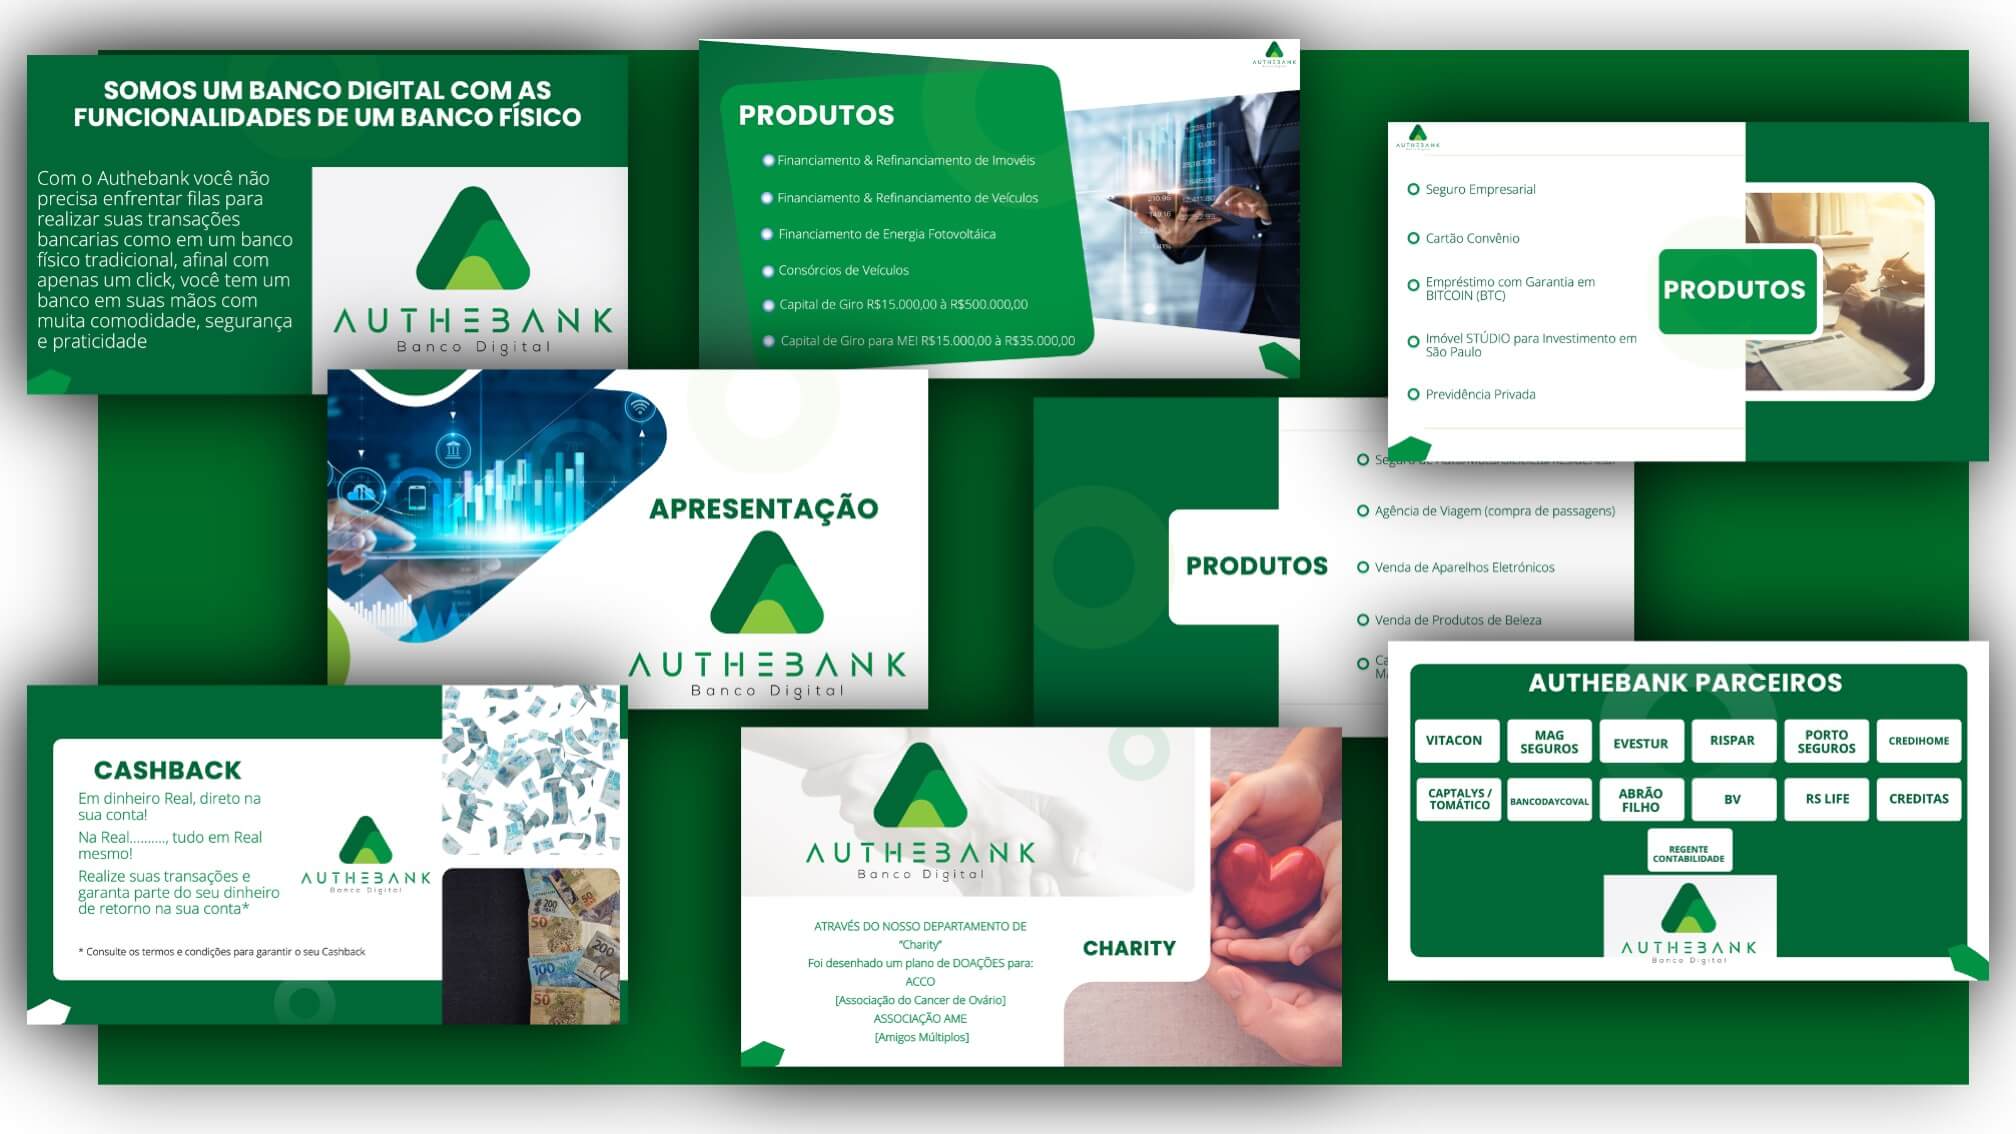 SOMOS UM BANCO DIGITAL COM AS
FUNCIONALIDADES DE UM BANCO FÍSICO
Com o Authebank você não
precisa enfrentar filas para
realizar suas transações
bancarias como em um banco
físico tradicional, afinal com
apenas um click, você tem um
banco em suas mãos com
muita comodidade, segurança
e praticidade
AUTHEBANK
Banco Digital
AUTHEBANK
PRODUTOS
Financiamento & Refinanciamento de Imovéis
Financiamento & Refinanciamento de Veículos
Financiamento de Energia Fotovoltáica
Consórcios de Veículos
Capital de Giro R$15.000,00 à R$500.000,00
Capital de Giro para MEI R$15.000,00 à R$35.000,00
AUTHEBANK
Banco Digital
Seguro Empresarial
Cartão Convênio
Empréstimo com Garantia em
BITCOIN (BTC)
Imóvel STÚDIO para Investimento em
São Paulo
Previdência Privada
PRODUTOS
APRESENTAÇÃO
AUTHEBANK
Banco Digital
PRODUTOS
Agência de Viagem (compra de passagens)
Venda de Aparelhos Eletrónicos
Venda de Produtos de Beleza
CASHBACK
Em dinheiro Real, direto na
sua conta!
Na Real.........., tudo em Real
mesmo!
Realize suas transações e
garanta parte do seu dinheiro
de retorno na sua conta*
* Consulte os termos e condições para garantir o seu Cashback
AUTHEBANK
Banco Digital
200
50
50
200
100
50
AUTHEBANK
Banco Digital
ATRAVÉS DO NOSSO DEPARTAMENTO DE
"Charity"
Foi desenhado um plano de DOAÇÕES para:
ACCO
[Associação do Cancer de Ovário]
ASSOCIAÇÃO AME
[Amigos Múltiplos]
CHARITY
AUTHEBANK PARCEIROS
VITACON
MAG
SEGUROS
EVESTUR
RISPAR
PORTO
SEGUROS
CREDIHOME
CAPTALYS /
TOMÁTICO
BANCODAYCOVAL
ABRÃO
FILHO
BV
RS LIFE
CREDITAS
REGENTE
CONTABILIDADE
AUTHEBANK
Banco Digital